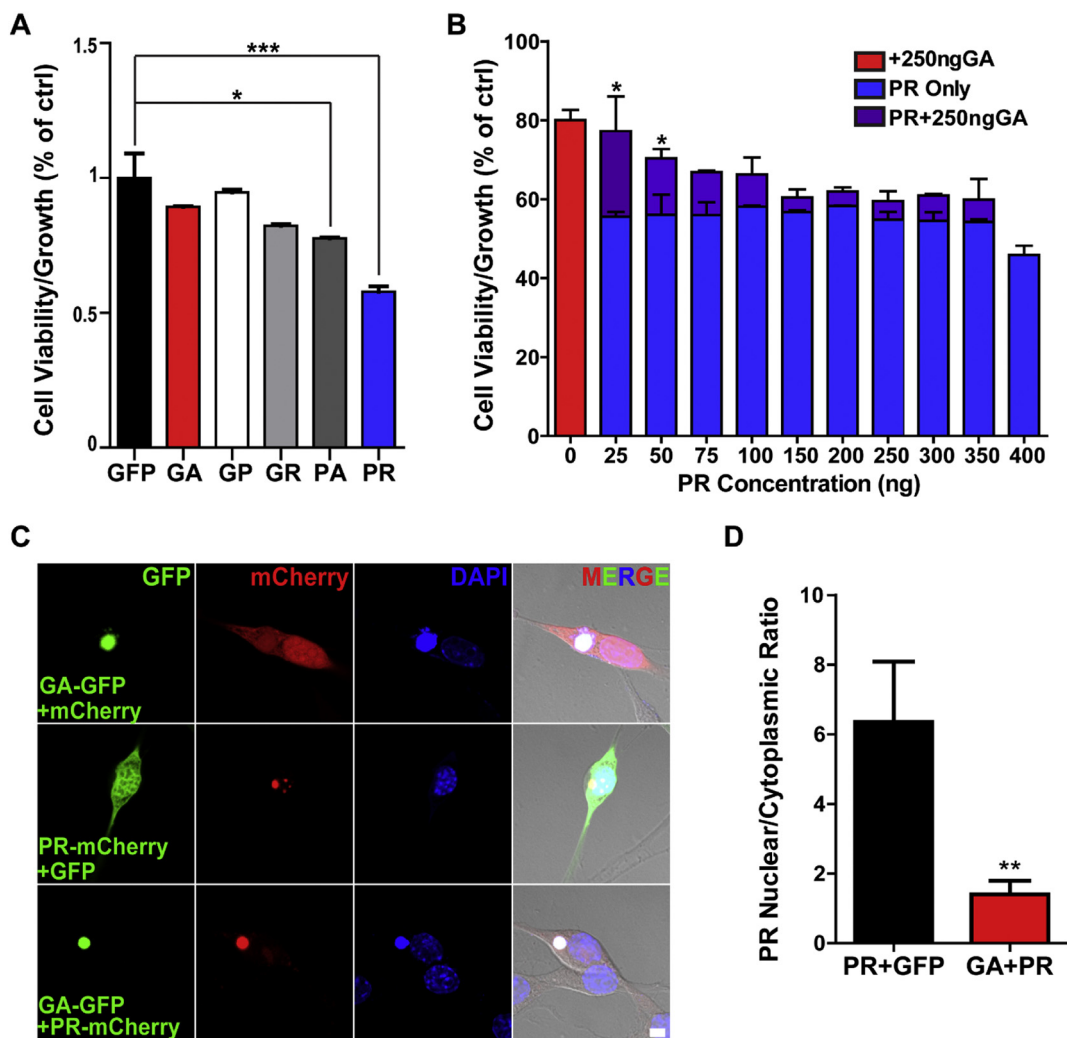 A
Cell Viability/Growth (% of ctrl)
1.5
1
0.5
0
***
*
GFP GA GP GR PA PR
B
Cell Viability/Growth (% of ctrl)
100
80
60
40
20
0
*
*
+250ngGA
PR Only
PR+250ngGA
0 25 50 75 100 150 200 250 300 350 400
PR Concentration (ng)
C
GFP mCherry DAPI MERGE
GA-GFP
+mCherry
PR-mCherry
+GFP
GA-GFP
+PR-mCherry
D
PR Nuclear/Cytoplasmic Ratio
10
8
6
4
2
0
**
PR+GFP GA+PR